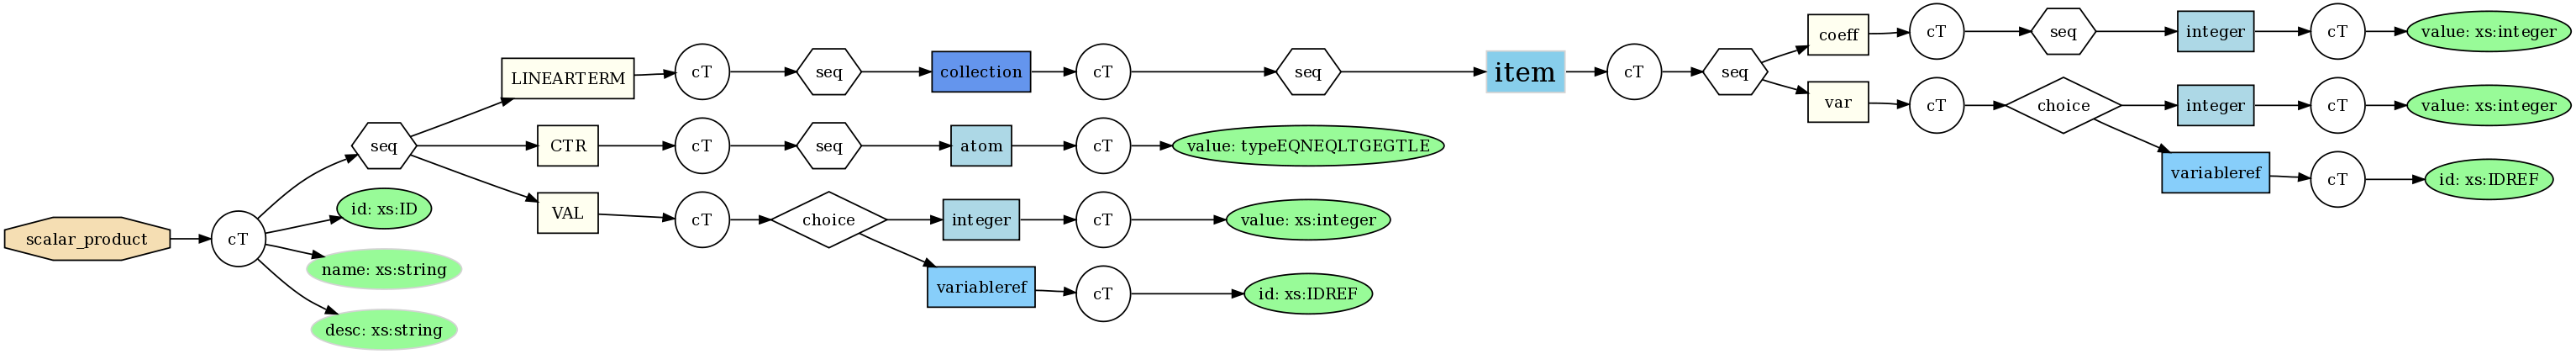 scalar_product
cT
seq
id: xs:ID
name: xs:string
desc: xs:string
LINEARTERM
cT
seq
collection
cT
seq
item
cT
seq
coeff
cT
seq
integer
cT
value: xs:integer
var
cT
choice
integer
cT
value: xs:integer
variableref
cT
id: xs:IDREF
CTR
cT
seq
atom
cT
value: typeEQNEQLTGEGTLE
VAL
cT
choice
integer
cT
value: xs:integer
variableref
cT
id: xs:IDREF